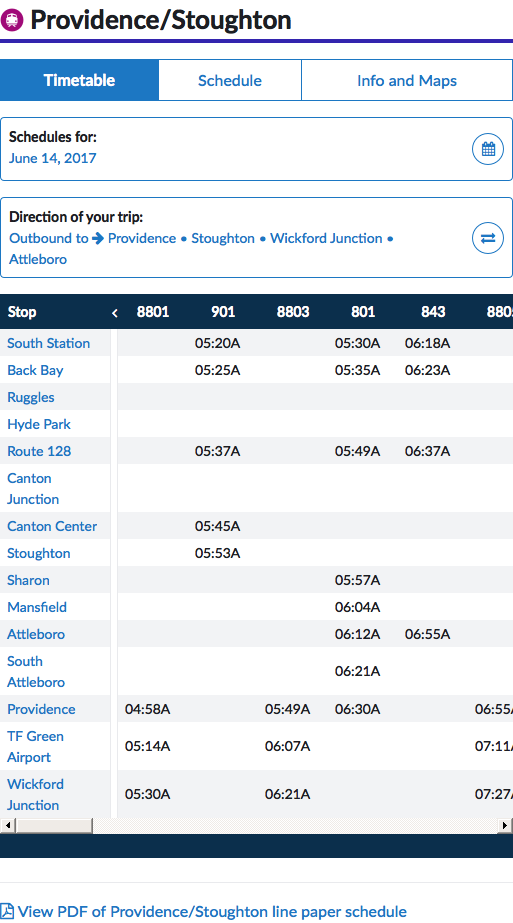 Providence/Stoughton
Timetable Schedule Info and Maps
Schedules for:
June 14, 2017
Direction of your trip:
Outbound to → Providence • Stoughton • Wickford Junction •
Attleboro
Stop < 8801 901 8803 801 843 880
South Station 05:20A 05:30A 06:18A
Back Bay 05:25A 05:35A 06:23A
Ruggles
Hyde Park
Route 128 05:37A 05:49A 06:37A
Canton
Junction
Canton Center 05:45A
Stoughton 05:53A
Sharon 05:57A
Mansfield 06:04A
Attleboro 06:12A 06:55A
South
Attleboro
06:21A
Providence 04:58A 05:49A 06:30A 06:55
TF Green
Airport
05:14A 06:07A 07:11
Wickford
Junction
05:30A 06:21A 07:27
View PDF of Providence/Stoughton line paper schedule